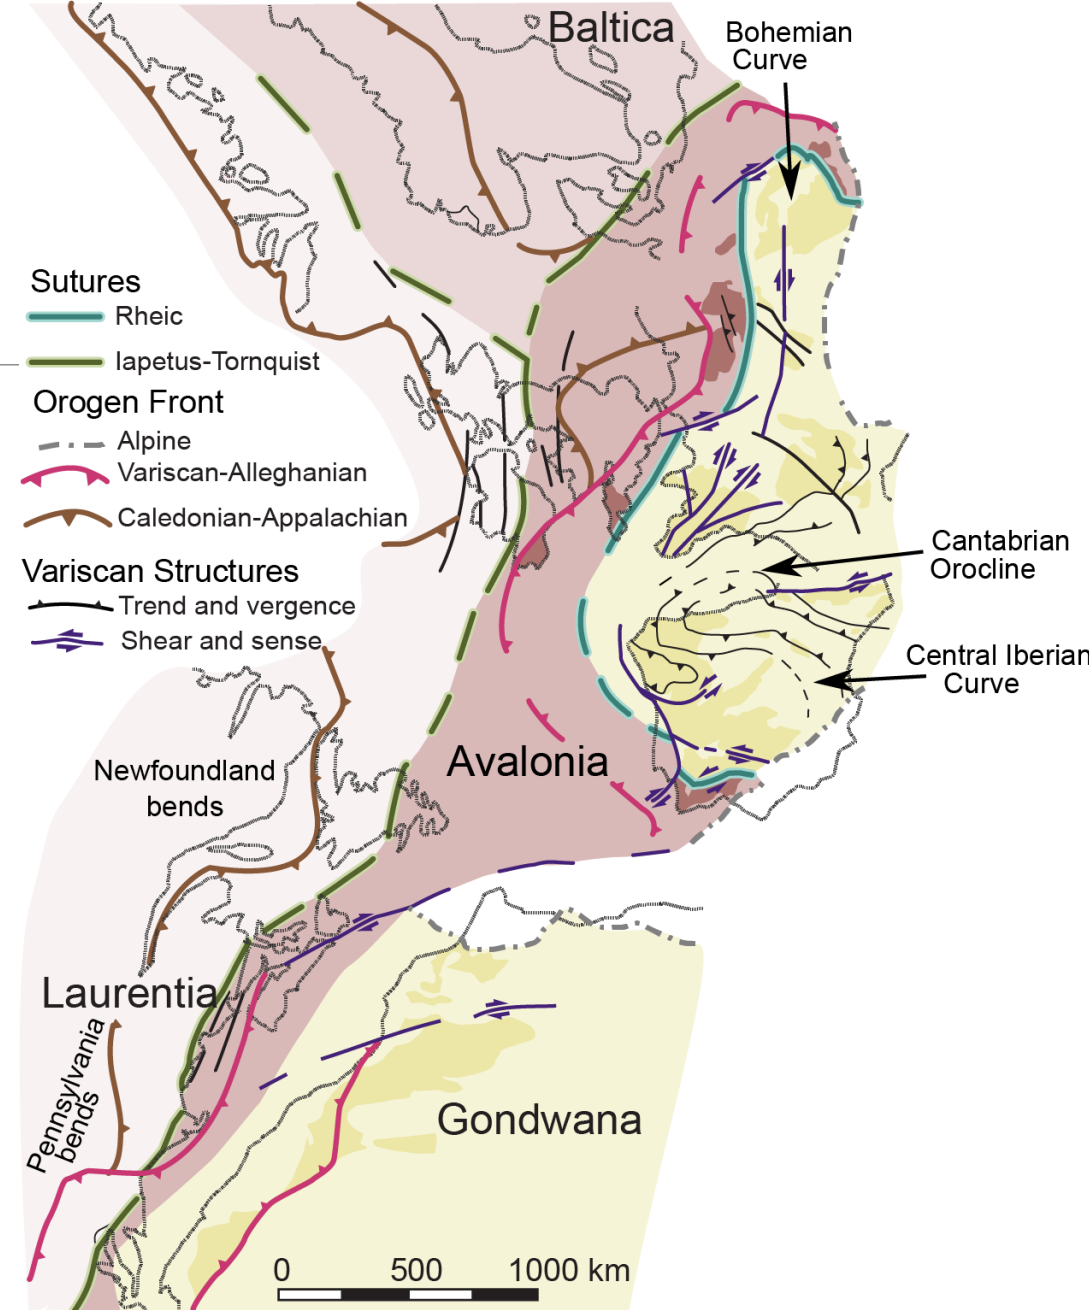 Baltica
Bohemian
Curve
Sutures
Rheic
Iapetus-Tornquist
Orogen Front
Alpine
Variscan-Alleghanian
Caledonian-Appalachian
Variscan Structures
Trend and vergence
Shear and sense
Cantabrian
Orocline
Central Iberian
Curve
Avalonia
Newfoundland
bends
Laurentia
Pennsylvania
bends
Gondwana
0 500 1000 km